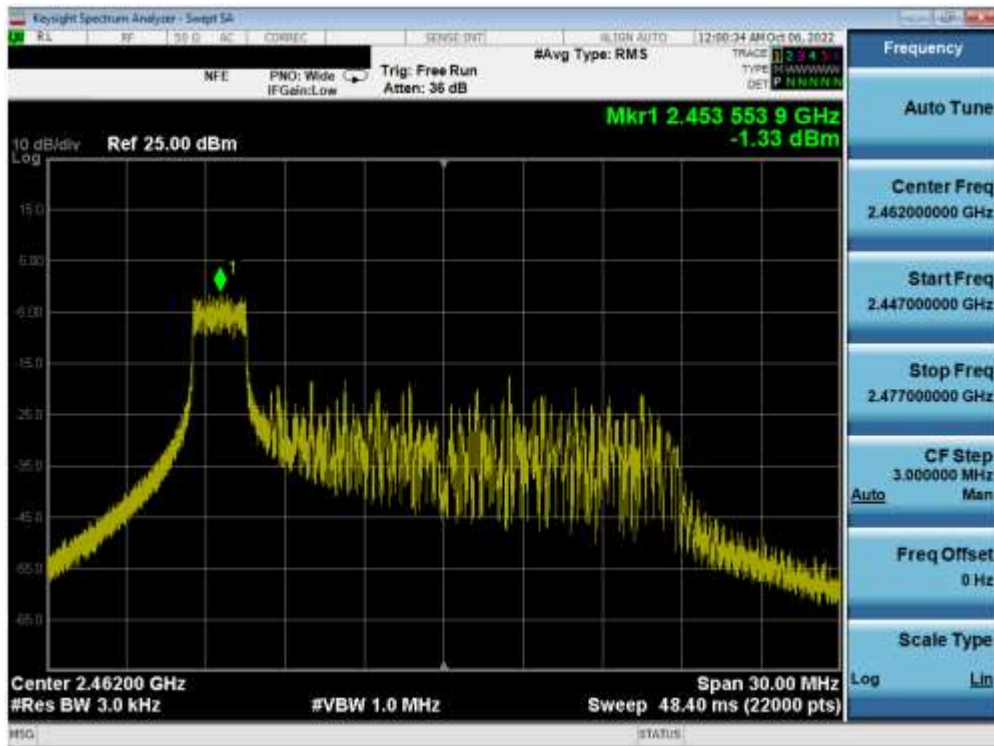 Keysight Spectrum Analyzer - Swept SA
RL RF 50 Ω AC CORREC SENSE:INT ALIGN AUTO 12:00:34 AM Oct 06, 2022
NFE PNO: Wide Trig: Free Run #Avg Type: RMS TRACE 1 2 3 4 5 6
IFGain:Low Atten: 36 dB TYPE MWWWWW
DET P NNNNN
Mkr1 2.453 553 9 GHz
-1.33 dBm
10 dB/div Ref 25.00 dBm
Log
15.0
5.00
1
-5.00
-15.0
-25.0
-35.0
-45.0
-55.0
-65.0
Center 2.46200 GHz Span 30.00 MHz
#Res BW 3.0 kHz #VBW 1.0 MHz Sweep 48.40 ms (22000 pts)
MSG STATUS
Frequency
Auto Tune
Center Freq
2.462000000 GHz
Start Freq
2.447000000 GHz
Stop Freq
2.477000000 GHz
CF Step
3.000000 MHz
Auto Man
Freq Offset
0 Hz
Scale Type
Log Lin